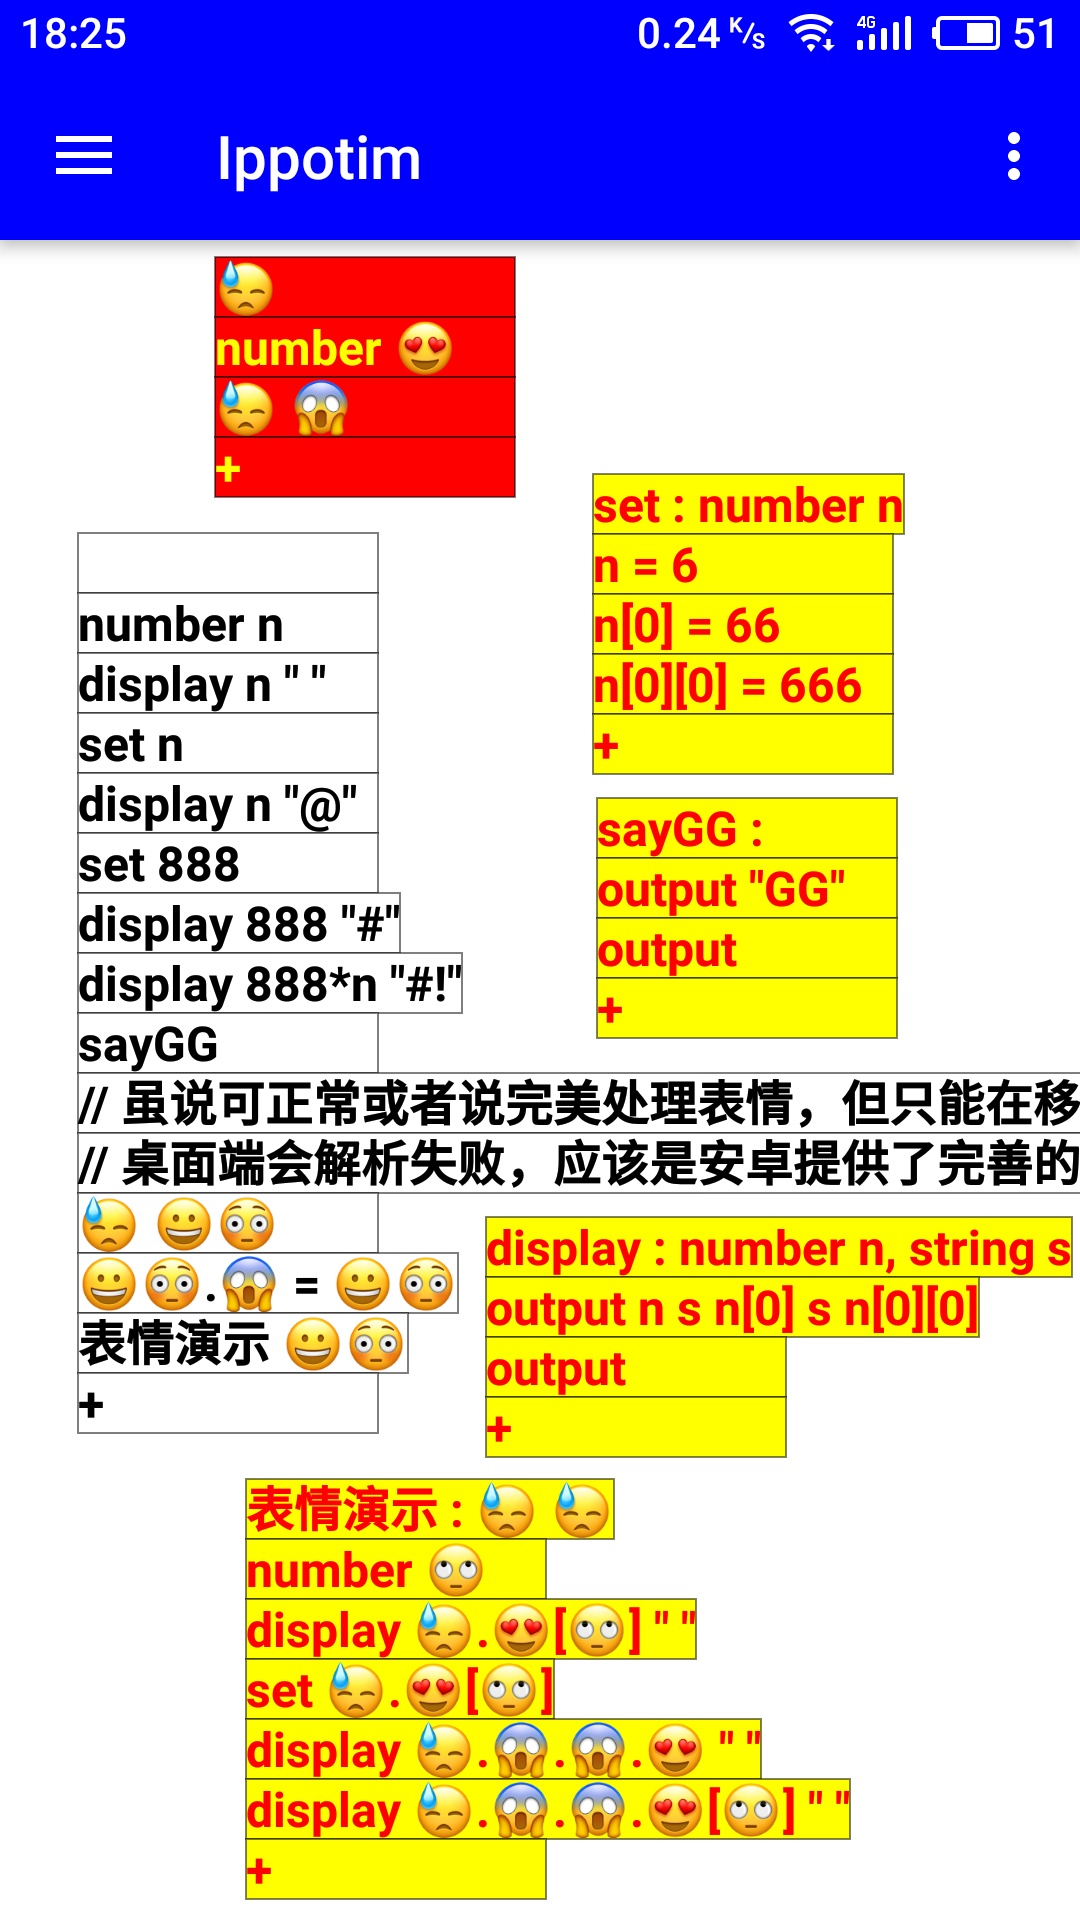 18:25 0.24 K/S 4G 51
Ippotim
😓
number 😍
😓 😱
+
set : number n
n = 6
n[0] = 66
n[0][0] = 666
+
number n
display n " "
set n
display n "@"
set 888
display 888 "#"
display 888*n "#!"
sayGG
// 虽说可正常或者说完美处理表情，但只能在移
// 桌面端会解析失败，应该是安卓提供了完善的
😓 😀😳
😀😳.😱 = 😀😳
表情演示 😀😳
+
sayGG :
output "GG"
output
+
display : number n, string s
output n s n[0] s n[0][0]
output
+
表情演示 : 😓 😓
number 🙄
display 😓.😍[🙄] " "
set 😓.😍[🙄]
display 😓.😱.😱.😍 " "
display 😓.😱.😱.😍[🙄] " "
+